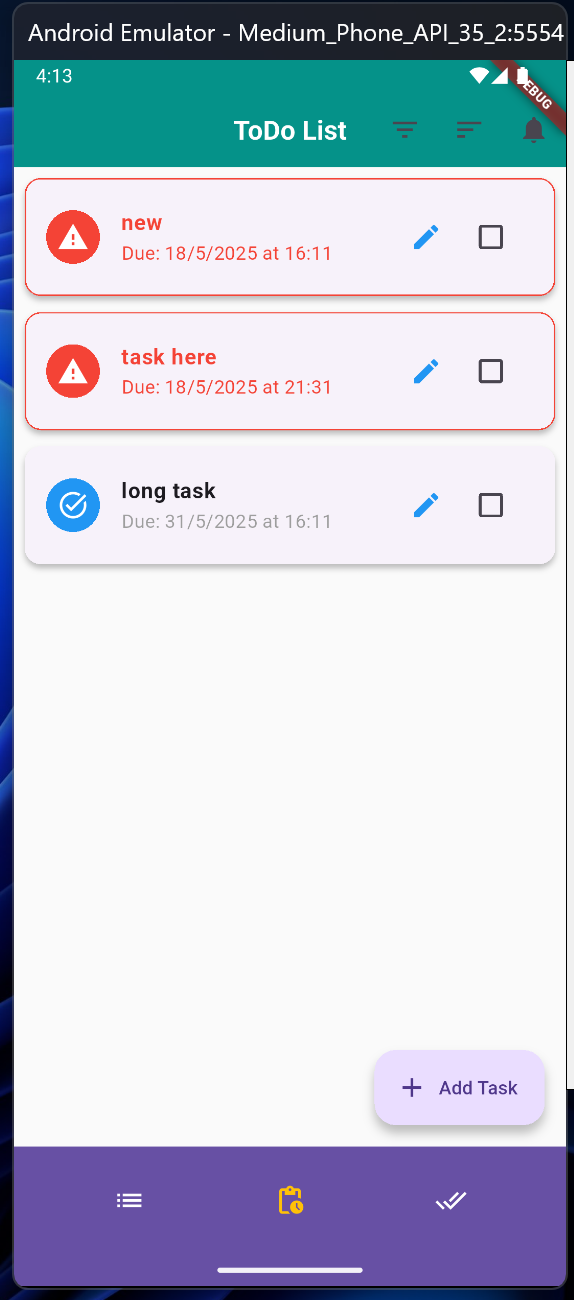 Android Emulator - Medium_Phone_API_35_2:5554
4:13
DEBUG
ToDo List
new
Due: 18/5/2025 at 16:11
task here
Due: 18/5/2025 at 21:31
long task
Due: 31/5/2025 at 16:11
Add Task